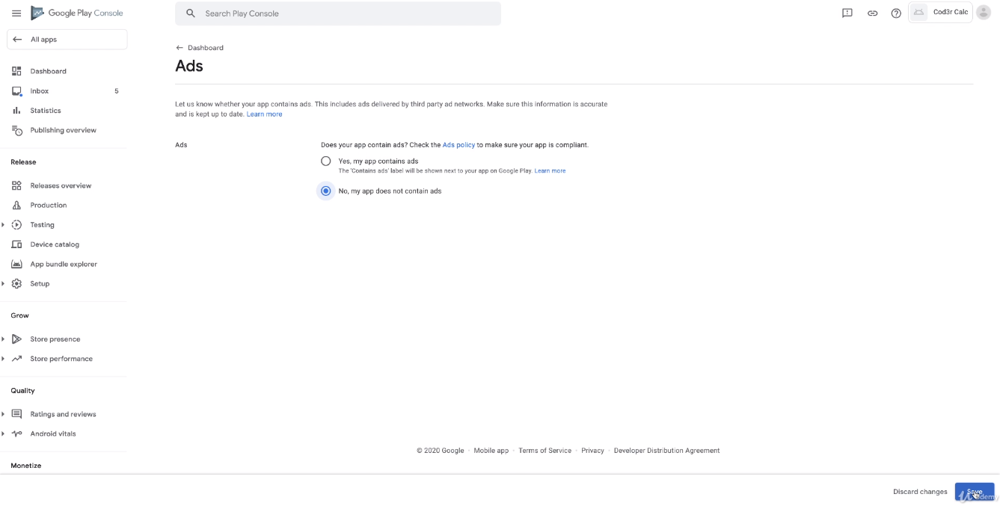 Google Play Console
Search Play Console
Cod3r Calc
All apps
Dashboard
Inbox 5
Statistics
Publishing overview
Release
Releases overview
Production
Testing
Device catalog
App bundle explorer
Setup
Grow
Store presence
Store performance
Quality
Ratings and reviews
Android vitals
Monetize
Dashboard
Ads
Let us know whether your app contains ads. This includes ads delivered by third party ad networks. Make sure this information is accurate
and is kept up to date. Learn more
Ads
Does your app contain ads? Check the Ads policy to make sure your app is compliant.
Yes, my app contains ads
The 'Contains ads' label will be shown next to your app on Google Play. Learn more
No, my app does not contain ads
© 2020 Google · Mobile app · Terms of Service · Privacy · Developer Distribution Agreement
Discard changes
Save
Udemy